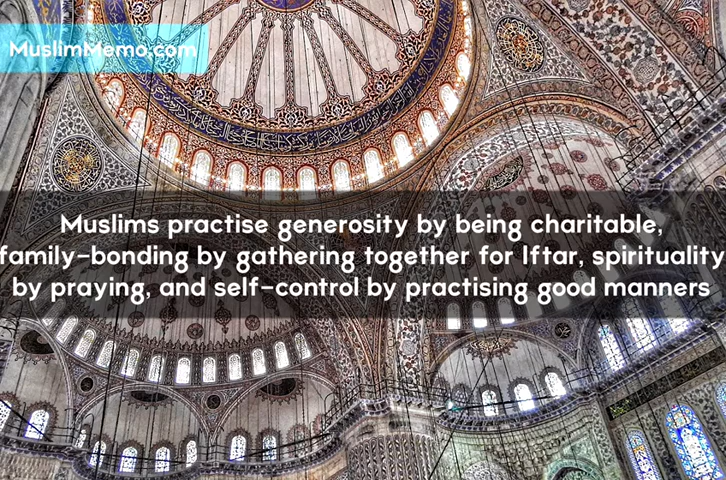 MuslimMemo.com
Muslims practise generosity by being charitable,
family-bonding by gathering together for Iftar, spirituality
by praying, and self-control by practising good manners